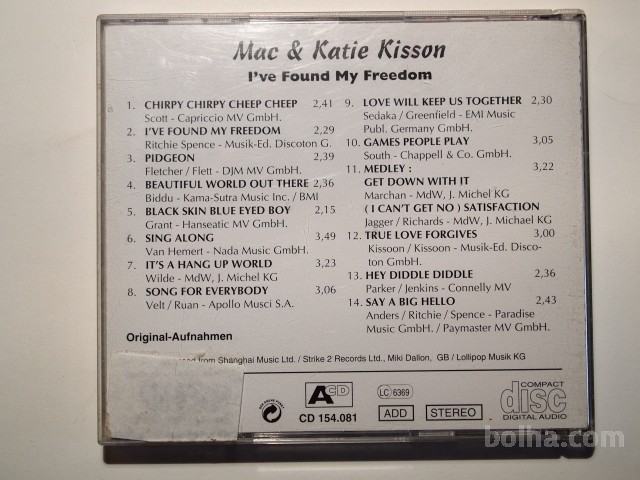 Mac & Katie Kisson
I've Found My Freedom
1. CHIRPY CHIRPY CHEEP CHEEP 2,41
Scott - Capriccio MV GmbH.
2. I'VE FOUND MY FREEDOM 2,29
Ritchie Spence - Musik-Ed. Discoton G.
3. PIDGEON 2,39
Fletcher / Flett - DJM MV GmbH.
4. BEAUTIFUL WORLD OUT THERE 2,36
Biddu - Kama-Sutra Music Inc. / BMI
5. BLACK SKIN BLUE EYED BOY 2,15
Grant - Hanseatic MV GmbH.
6. SING ALONG 3,49
Van Hemert - Nada Music GmbH.
7. IT'S A HANG UP WORLD 3,23
Wilde - MdW, J. Michel KG
8. SONG FOR EVERYBODY 3,06
Velt / Ruan - Apollo Musci S.A.
9. LOVE WILL KEEP US TOGETHER 2,30
Sedaka / Greenfield - EMI Music
Publ. Germany GmbH.
10. GAMES PEOPLE PLAY 3,05
South - Chappell & Co. GmbH.
11. MEDLEY : 3,22
GET DOWN WITH IT
Marchan - MdW, J. Michel KG
( I CAN'T GET NO ) SATISFACTION
Jagger / Richards - MdW, J. Michael KG
12. TRUE LOVE FORGIVES 3,00
Kissoon / Kissoon - Musik-Ed. Disco-
ton GmbH.
13. HEY DIDDLE DIDDLE 2,36
Parker / Jenkins - Connelly MV
14. SAY A BIG HELLO 2,43
Anders / Ritchie / Spence - Paradise
Music GmbH. / Paymaster MV GmbH.
Original-Aufnahmen
from Shanghai Music Ltd. / Strike 2 Records Ltd., Miki Dallon, GB / Lollipop Musik KG
ACD
CD 154.081
LC 6369
ADD
STEREO
COMPACT
disc
DIGITAL AUDIO
bolha.com